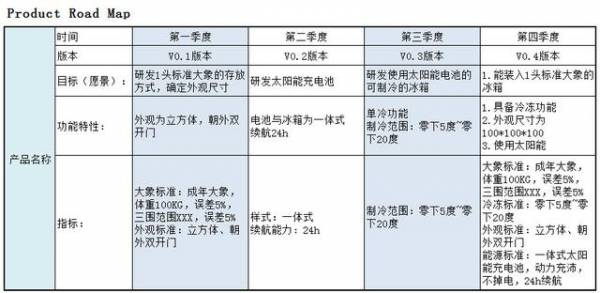 Product Road Map
产品名称
时间
第一季度
第二季度
第三季度
第四季度
版本
V0.1版本
V0.2版本
V0.3版本
V0.4版本
目标（愿景）：
研发1头标准大象的存放
方式，确定外观尺寸
研发太阳能充电池
研发使用太阳能电池的
可制冷的冰箱
1.能装入1头标准大象的
冰箱
功能特性：
外观为立方体，朝外双
开门
电池与冰箱为一体式
续航24h
单冷功能
制冷范围：零下5度~零
下20度
1.具备冷冻功能
2.外观尺寸为
100*100*100
3.使用太阳能
指标：
大象标准：成年大象，
体重100KG，误差5%，
三围范围XXX，误差5%
外观标准：立方体、朝
外双开门
样式：一体式
续航能力：24h
制冷范围：零下5度~零
下20度
大象标准：成年大象，
体重100KG，误差5%，
三围范围XXX，误差5%
冷冻标准：零下5度~零
下20度
外观标准：立方体、朝
外双开门
能源标准：一体式太阳
能充电池，动力充沛，
不掉电，24h续航